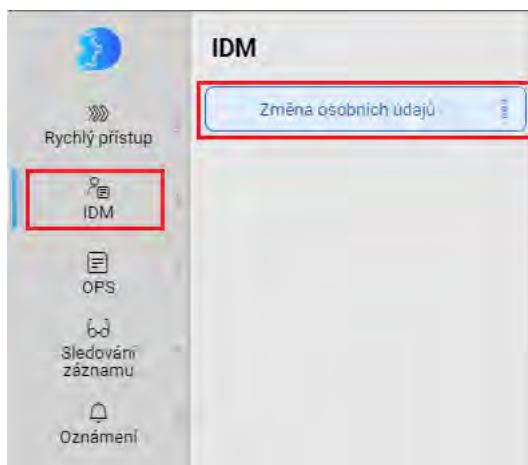 IDM
Změna osobních údajů
Rychlý přístup
IDM
OPS
Sledování
záznamu
Oznámení